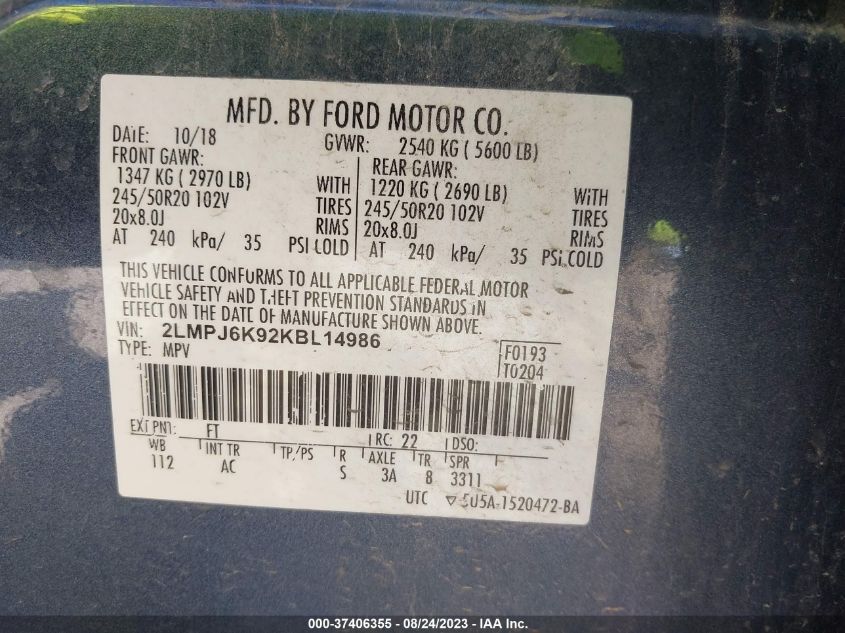 MFD. BY FORD MOTOR CO.
DATE: 10/18 GVWR: 2540 KG ( 5600 LB)
FRONT GAWR: REAR GAWR:
1347 KG ( 2970 LB) WITH 1220 KG ( 2690 LB) WITH
245/50R20 102V TIRES 245/50R20 102V TIRES
20x8.0J RIMS 20x8.0J RIMS
AT 240 kPa/ 35 PSI COLD AT 240 kPa/ 35 PSI COLD
THIS VEHICLE CONFORMS TO ALL APPLICABLE FEDERAL MOTOR
VEHICLE SAFETY AND THEFT PREVENTION STANDARDS IN
EFFECT ON THE DATE OF MANUFACTURE SHOWN ABOVE.
VIN: 2LMPJ6K92KBL14986
TYPE: MPV F0193
T0204
EXT PNT: FT RC: 22 DSO:
WB INT TR TP/PS R AXLE TR SPR
112 AC S 3A 8 3311
UTC ▽5U5A-1520472-BA
000-37406355 - 08/24/2023 - IAA Inc.